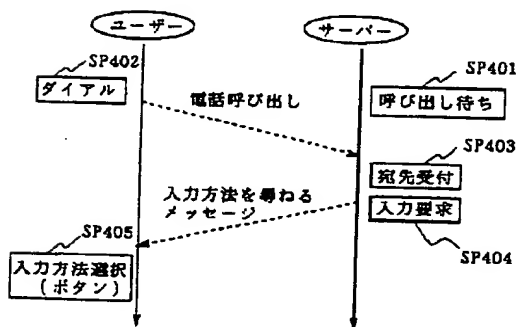 ユーザー
サーバー
SP402
ダイアル
SP401
呼び出し待ち
電話呼び出し
SP403
宛先受付
入力方法を尋ねる
メッセージ
入力要求
SP404
SP405
入力方法選択
(ボタン)